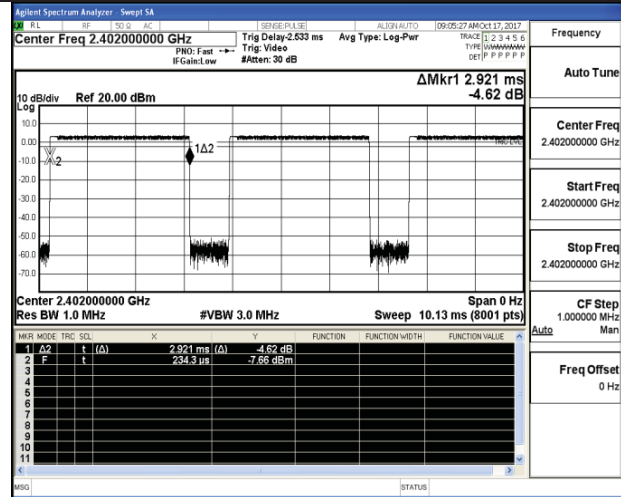 Agilent Spectrum Analyzer - Swept SA
RL RF 50 Ω AC SENSE:PULSE ALIGN AUTO 09:05:27 AM Oct 17, 2017
Center Freq 2.402000000 GHz
PNO: Fast
IFGain:Low
Trig Delay-2.533 ms
Trig: Video
#Atten: 30 dB
Avg Type: Log-Pwr
TRACE 1 2 3 4 5 6
TYPE
DET P P P P P P
ΔMkr1 2.921 ms
-4.62 dB
10 dB/div Ref 20.00 dBm
Log
10.0
0.00
-10.0
-20.0
-30.0
-40.0
-50.0
-60.0
-70.0
2
1Δ2
TRIG LVL
Center 2.402000000 GHz Span 0 Hz
Res BW 1.0 MHz #VBW 3.0 MHz Sweep 10.13 ms (8001 pts)
MKR MODE TRC SCL X Y FUNCTION FUNCTION WIDTH FUNCTION VALUE
1 Δ2 t (Δ) 2.921 ms (Δ) -4.62 dB
2 F t 234.3 µs -7.66 dBm
3
4
5
6
7
8
9
10
11
MSG STATUS
Frequency
Auto Tune
Center Freq
2.402000000 GHz
Start Freq
2.402000000 GHz
Stop Freq
2.402000000 GHz
CF Step
1.000000 MHz
Auto Man
Freq Offset
0 Hz